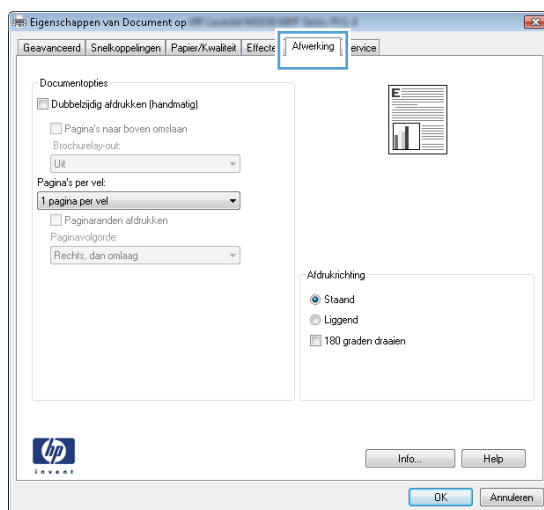 Eigenschappen van Document op
Geavanceerd Snelkoppelingen Papier/Kwaliteit Effecte Afwerking ervice
Documentopties
Dubbelzijdig afdrukken (handmatig)
Pagina's naar boven omslaan
Brochurelay-out:
Uit
Pagina's per vel:
1 pagina per vel
Paginaranden afdrukken
Paginavolgorde:
Rechts, dan omlaag
E
Afdrukrichting
Staand
Liggend
180 graden draaien
hp
invent
Info... Help
OK Annuleren